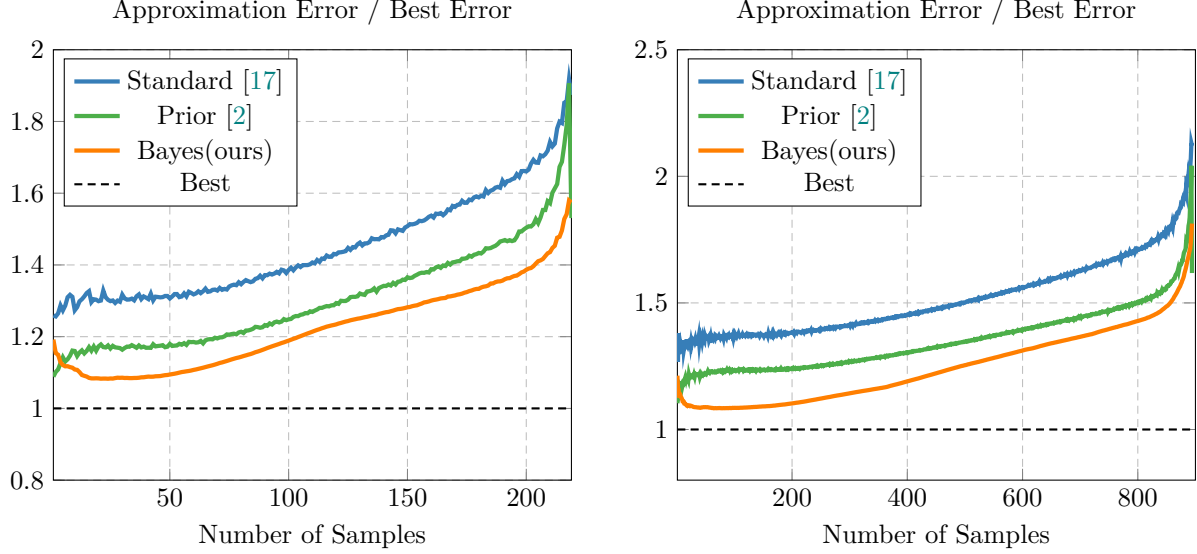 Approximation Error / Best Error
2
1.8
1.6
1.4
1.2
1
0.8
Standard [17]
Prior [2]
Bayes(ours)
Best
50
100
150
200
Number of Samples
Approximation Error / Best Error
2.5
2
1.5
1
Standard [17]
Prior [2]
Bayes(ours)
Best
200
400
600
800
Number of Samples